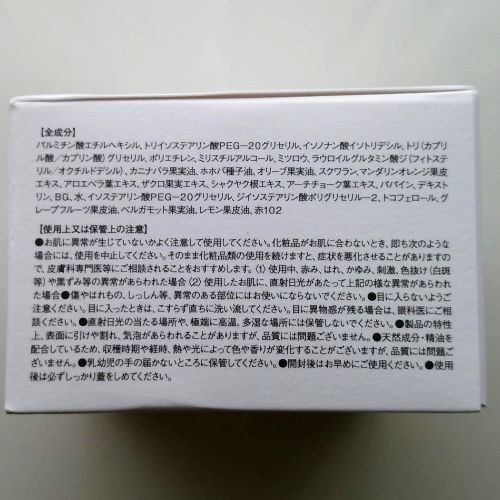 【全成分】
パルミチン酸エチルヘキシル、トリイソステアリン酸PEG－20グリセリル、イソノナン酸イソトリデシル、トリ（カプリ
ル酸／カプリン酸）グリセリル、ポリエチレン、ミリスチルアルコール、ミツロウ、ラウロイルグルタミン酸ジ（フィトステ
リル／オクチルドデシル）、カニナバラ果実油、ホホバ種子油、オリーブ果実油、スクワラン、マンダリンオレンジ果皮
エキス、アロエベラ葉エキス、ザクロ果実エキス、シャクヤク根エキス、アーチチョーク葉エキス、パパイン、デキスト
リン、BG、水、イソステアリン酸PEG－20グリセリル、ジイソステアリン酸ポリグリセリル－2、トコフェロール、グ
レープフルーツ果皮油、ベルガモット果実油、レモン果皮油、赤102
【使用上又は保管上の注意】
●お肌に異常が生じていないかよく注意して使用してください。化粧品がお肌に合わないとき、即ち次のような
場合には、使用を中止してください。そのまま化粧品類の使用を続けますと、症状を悪化させることがありますの
で、皮膚科専門医等にご相談されることをおすすめします。（1）使用中、赤み、はれ、かゆみ、刺激、色抜け（白斑
等）や黒ずみ等の異常があらわれた場合（2）使用したお肌に、直射日光があたって上記の様な異常があらわれ
た場合●傷やはれもの、しっしん等、異常のある部位にはお使いにならないでください。●目に入らないようご
注意ください。目に入ったときは、こすらず直ちに洗い流してください。目に異物感が残る場合は、眼科医にご相
談ください。●直射日光の当たる場所や、極端に高温、多湿な場所には保管しないでください。●製品の特性
上、表面に引けや割れ、気泡があらわれることがありますが、品質には問題ございません。●天然成分・精油を
配合しているため、収穫時期や経時、熱や光によって色や香りが変化することがございますが、品質には問題ござ
いません。●乳幼児の手の届かないところに保管してください。●開封後はお早めにご使用ください。●使用
後は必ずしっかり蓋をしめてください。